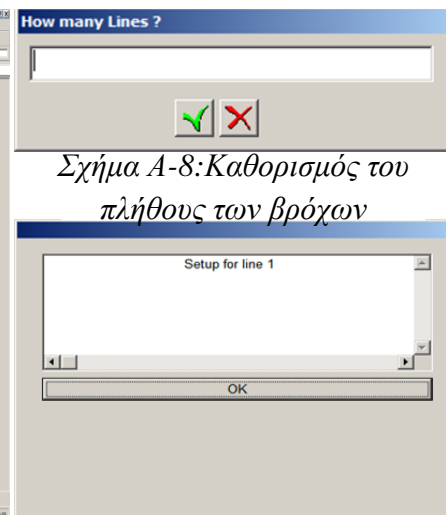 How many Lines ?
Σχήμα Α-8:Καθορισμός του
πλήθους των βρόχων
Setup for line 1
OK